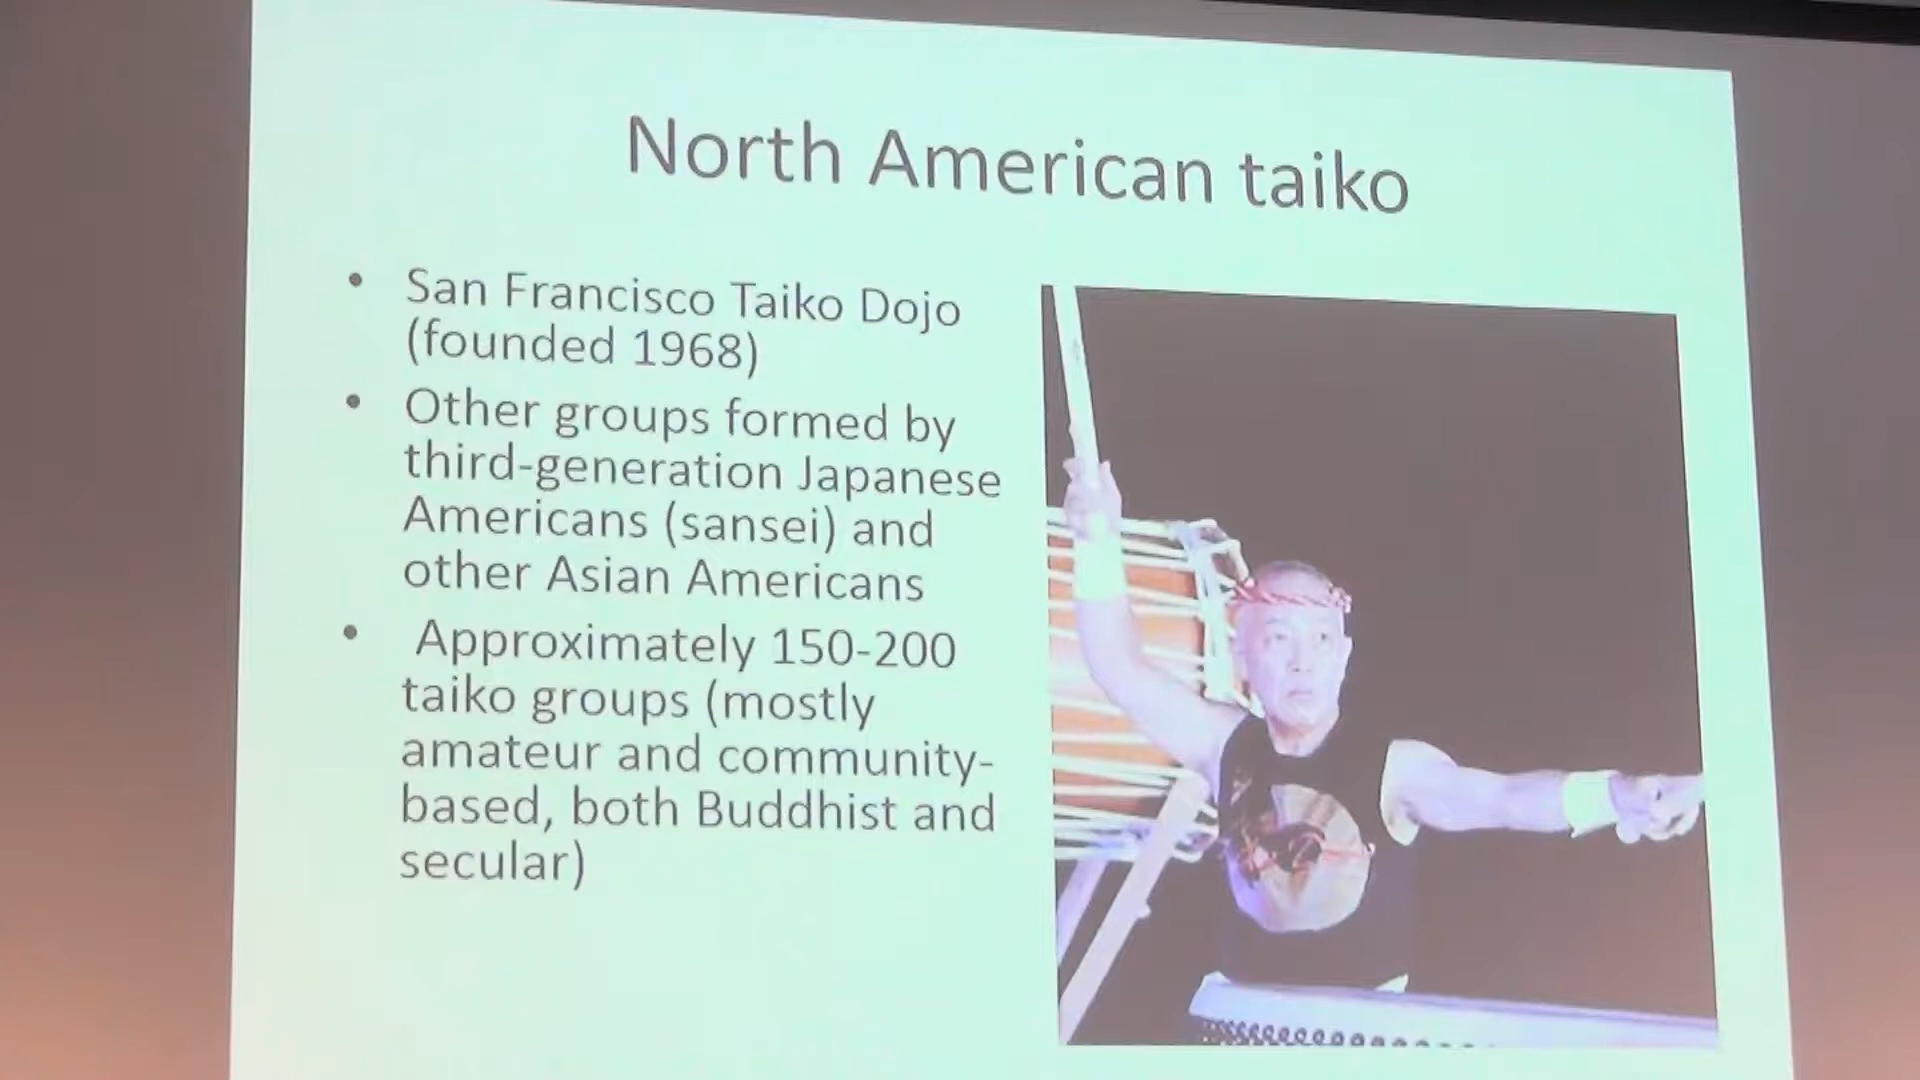 North American taiko
• San Francisco Taiko Dojo
(founded 1968)
• Other groups formed by
third-generation Japanese
Americans (sansei) and
other Asian Americans
• Approximately 150-200
taiko groups (mostly
amateur and community-
based, both Buddhist and
secular)